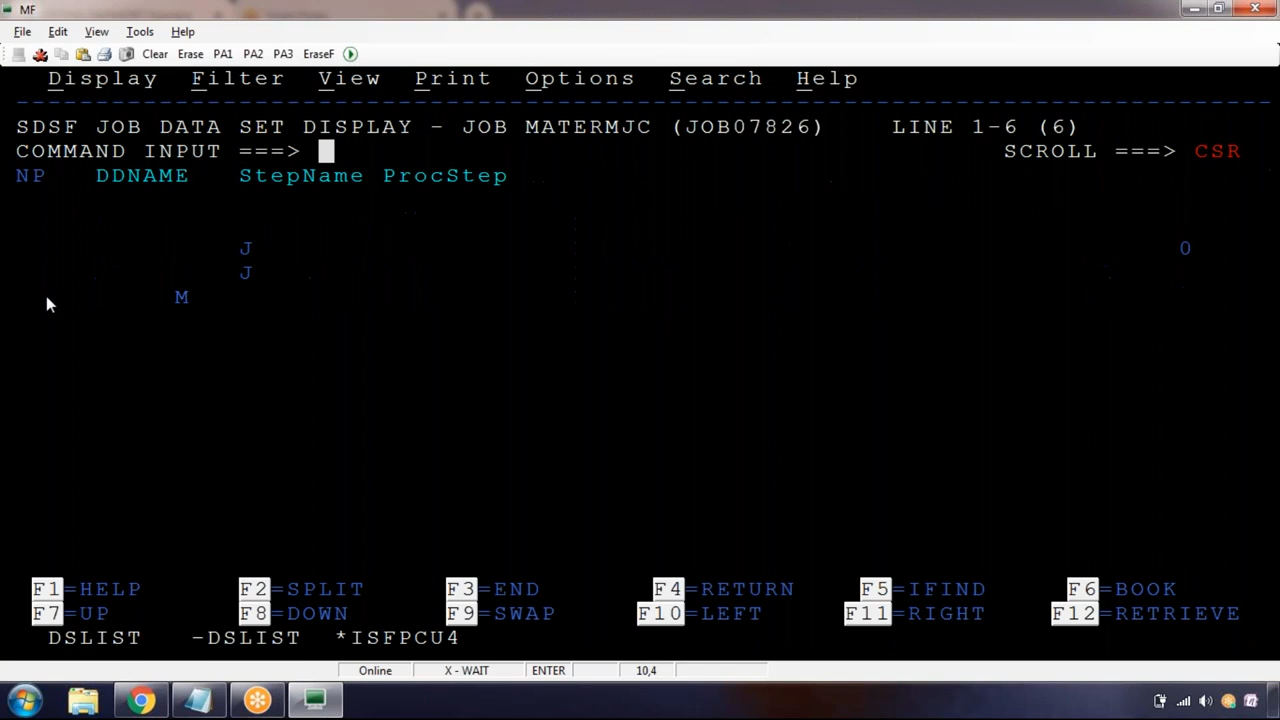 MF
File Edit View Tools Help
Clear Erase PA1 PA2 PA3 EraseF
Display Filter View Print Options Search Help
SDSF JOB DATA SET DISPLAY - JOB MATERMJC (JOB07826) LINE 1-6 (6)
COMMAND INPUT ===> SCROLL ===> CSR
NP DDNAME StepName ProcStep
J O
J
M
F1=HELP F2=SPLIT F3=END F4=RETURN F5=IFIND F6=BOOK
F7=UP F8=DOWN F9=SWAP F10=LEFT F11=RIGHT F12=RETRIEVE
DSLIST -DSLIST *ISFPCU4
Online X - WAIT ENTER 10,4